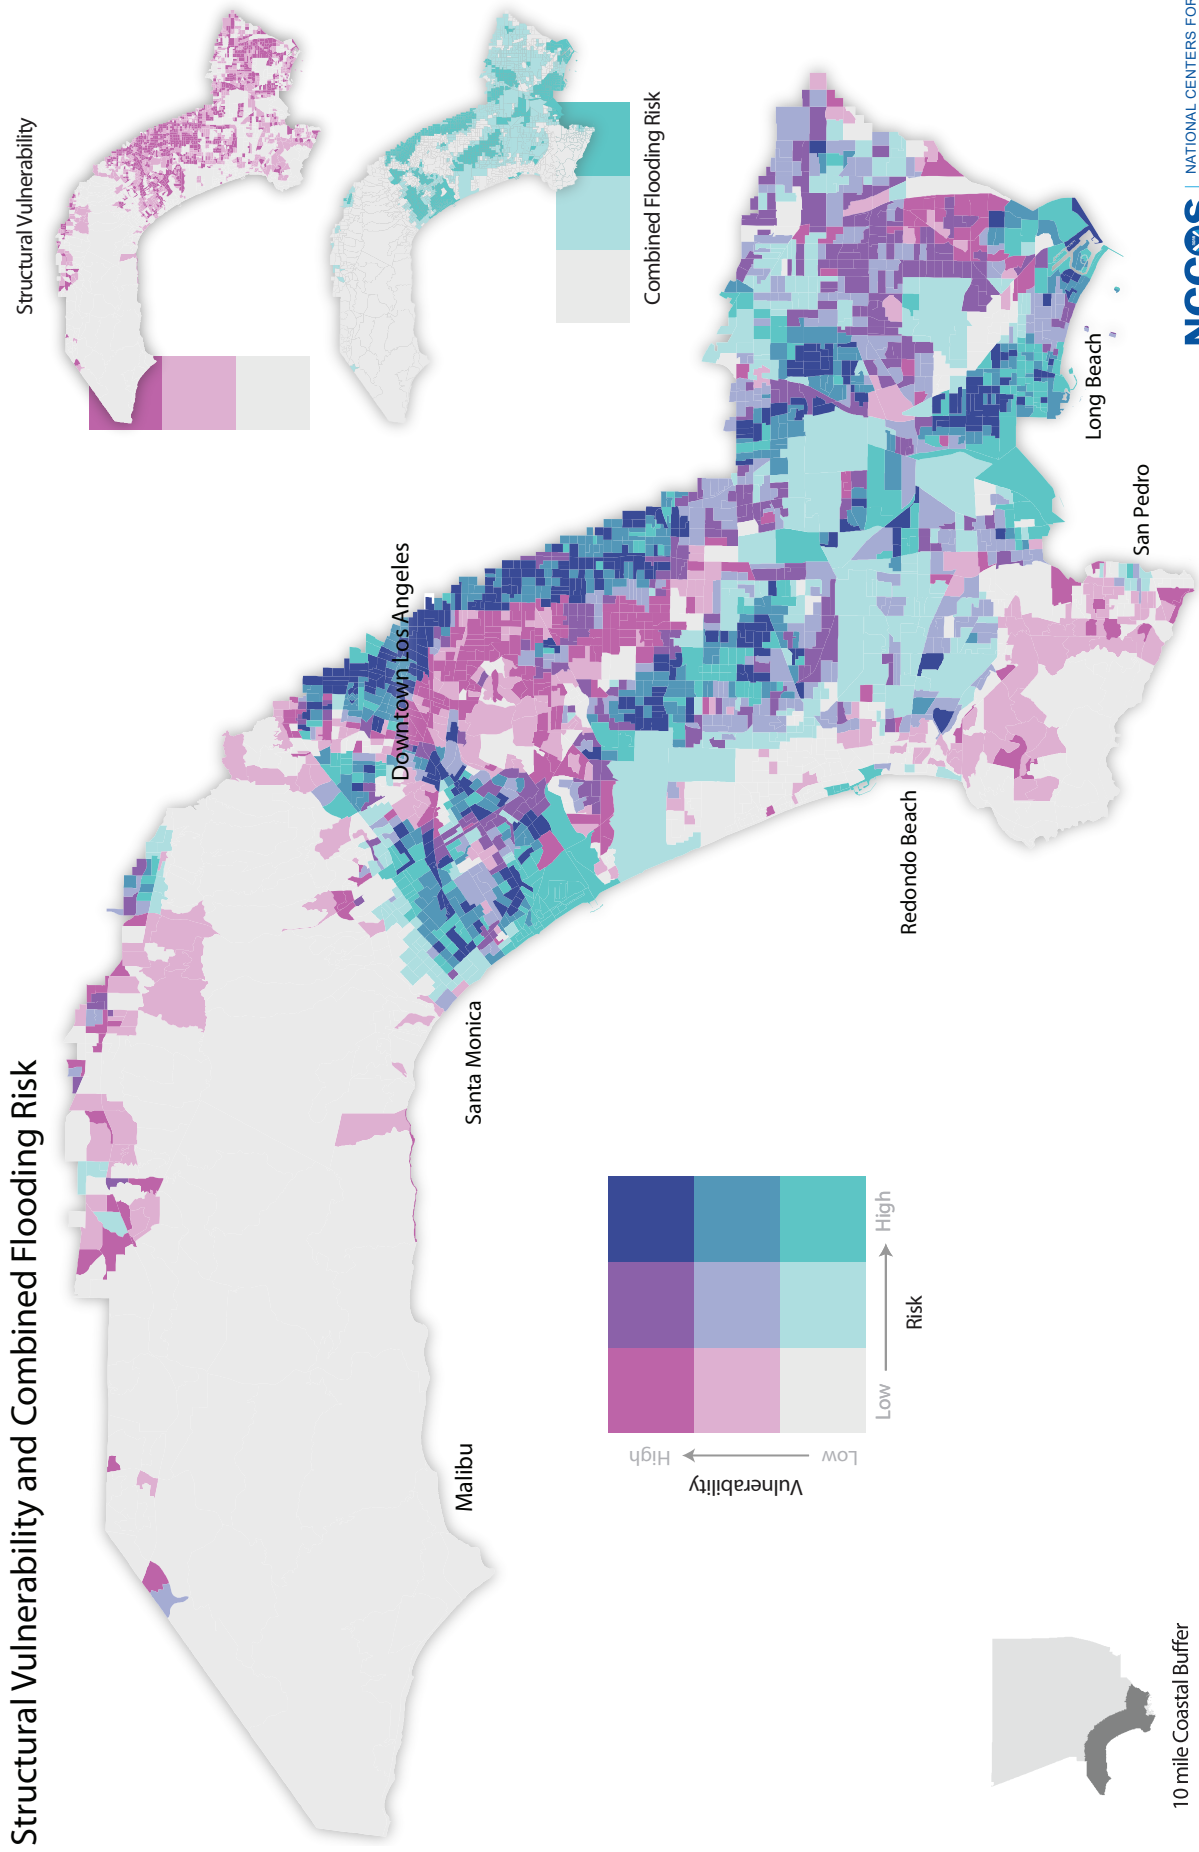 Structural Vulnerability and Combined Flooding Risk
Structural Vulnerability
Combined Flooding Risk
Downtown Los Angeles
Malibu
Santa Monica
Redondo Beach
San Pedro
Long Beach
Vulnerability
High
Low
Low
High
Risk
10 mile Coastal Buffer
NCCOS | NATIONAL CENTERS FOR